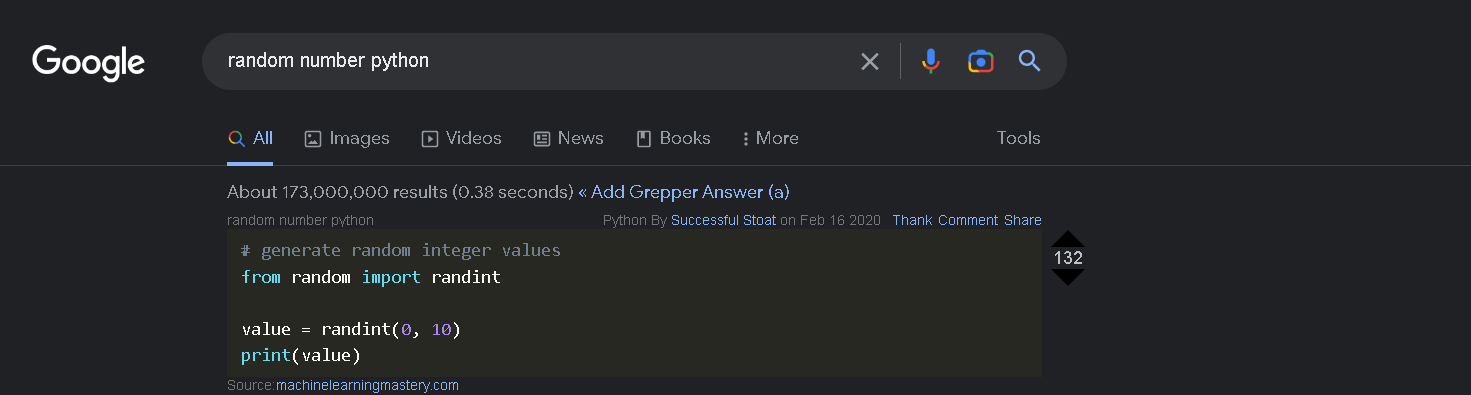 Google
random number python
All Images Videos News Books More Tools
About 173,000,000 results (0.38 seconds) « Add Grepper Answer (a)
random number python Python By Successful Stoat on Feb 16 2020 Thank Comment Share
# generate random integer values
from random import randint
132
value = randint(0, 10)
print(value)
Source:machinelearningmastery.com